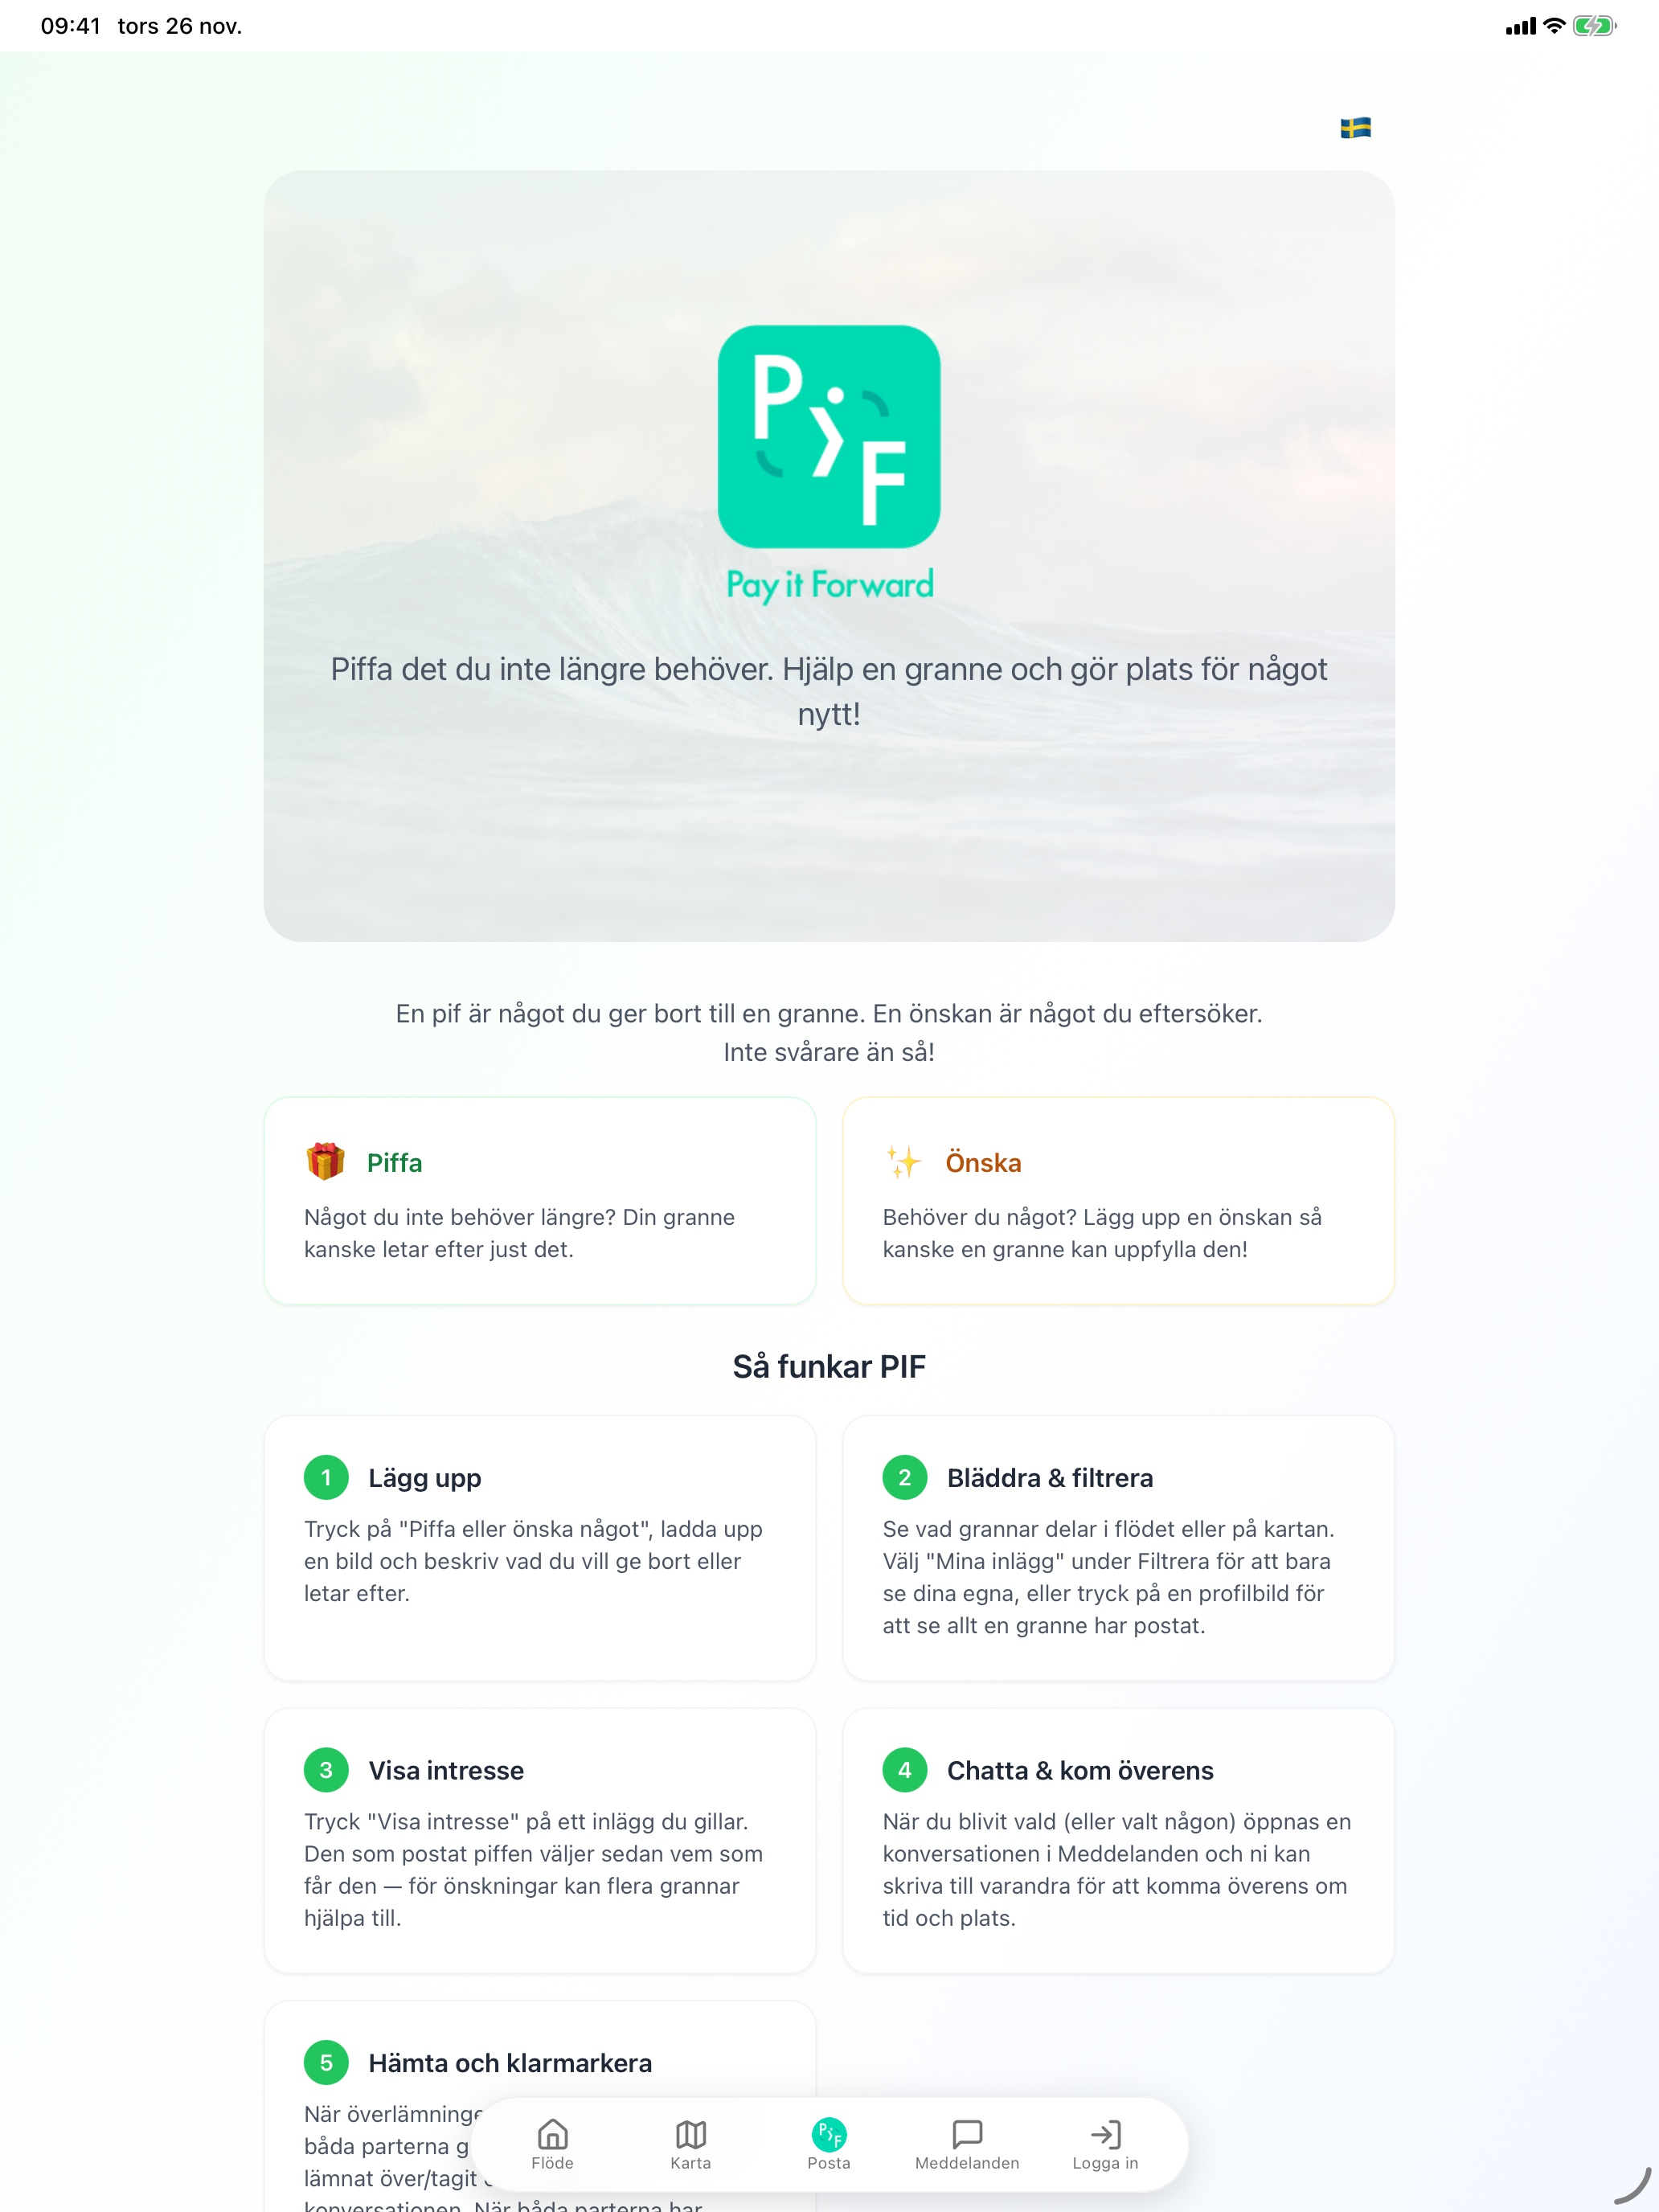 09:41 tors 26 nov.
PiF
Pay it Forward
Piffa det du inte längre behöver. Hjälp en granne och gör plats för något
nytt!
En pif är något du ger bort till en granne. En önskan är något du eftersöker.
Inte svårare än så!
Piffa
Något du inte behöver längre? Din granne
kanske letar efter just det.
Önska
Behöver du något? Lägg upp en önskan så
kanske en granne kan uppfylla den!
Så funkar PIF
1 Lägg upp
Tryck på "Piffa eller önska något", ladda upp
en bild och beskriv vad du vill ge bort eller
letar efter.
2 Bläddra & filtrera
Se vad grannar delar i flödet eller på kartan.
Välj "Mina inlägg" under Filtrera för att bara
se dina egna, eller tryck på en profilbild för
att se allt en granne har postat.
3 Visa intresse
Tryck "Visa intresse" på ett inlägg du gillar.
Den som postat piffen väljer sedan vem som
får den — för önskningar kan flera grannar
hjälpa till.
4 Chatta & kom överens
När du blivit vald (eller valt någon) öppnas en
konversationen i Meddelanden och ni kan
skriva till varandra för att komma överens om
tid och plats.
5 Hämta och klarmarkera
När
båda parterna
lämnat över/tagit
konversationen. När båda parterna har
PiF
Flöde
Karta
Posta
Meddelanden
Logga in